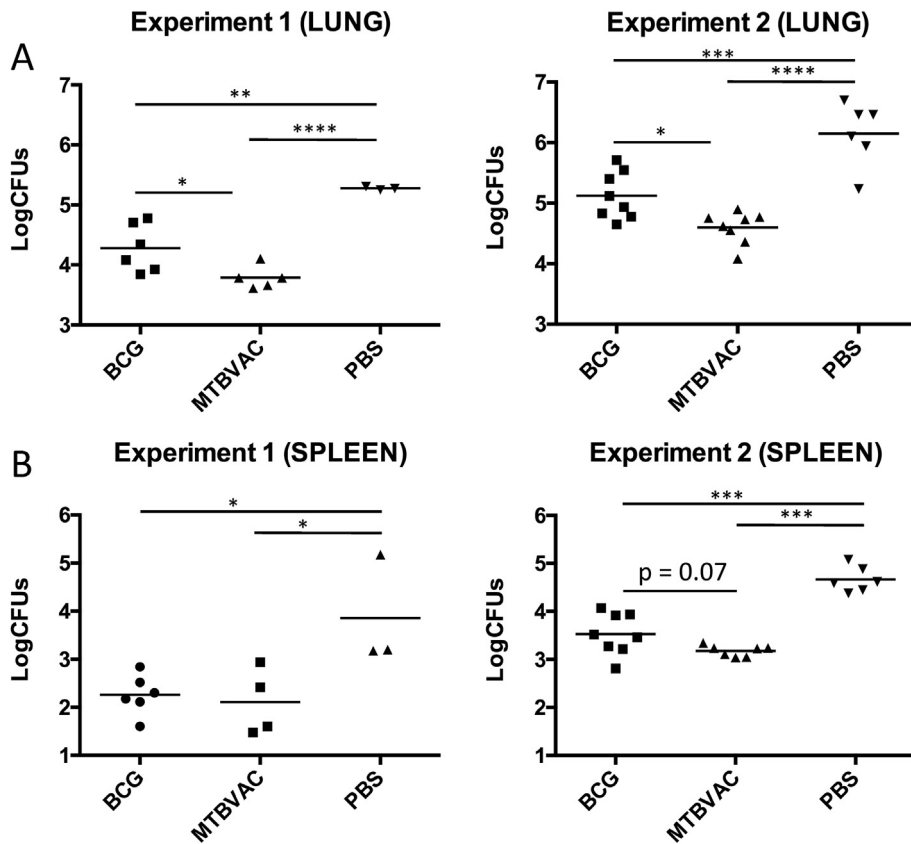 Experiment 1 (LUNG)
Experiment 2 (LUNG)
A
LogCFUs
7
6
5
4
3
**
****
*
BCG
MTBVAC
PBS
LogCFUs
7
6
5
4
3
***
****
*
BCG
MTBVAC
PBS
B
Experiment 1 (SPLEEN)
Experiment 2 (SPLEEN)
LogCFUs
6
5
4
3
2
1
*
*
BCG
MTBVAC
PBS
LogCFUs
6
5
4
3
2
1
***
***
p = 0.07
BCG
MTBVAC
PBS